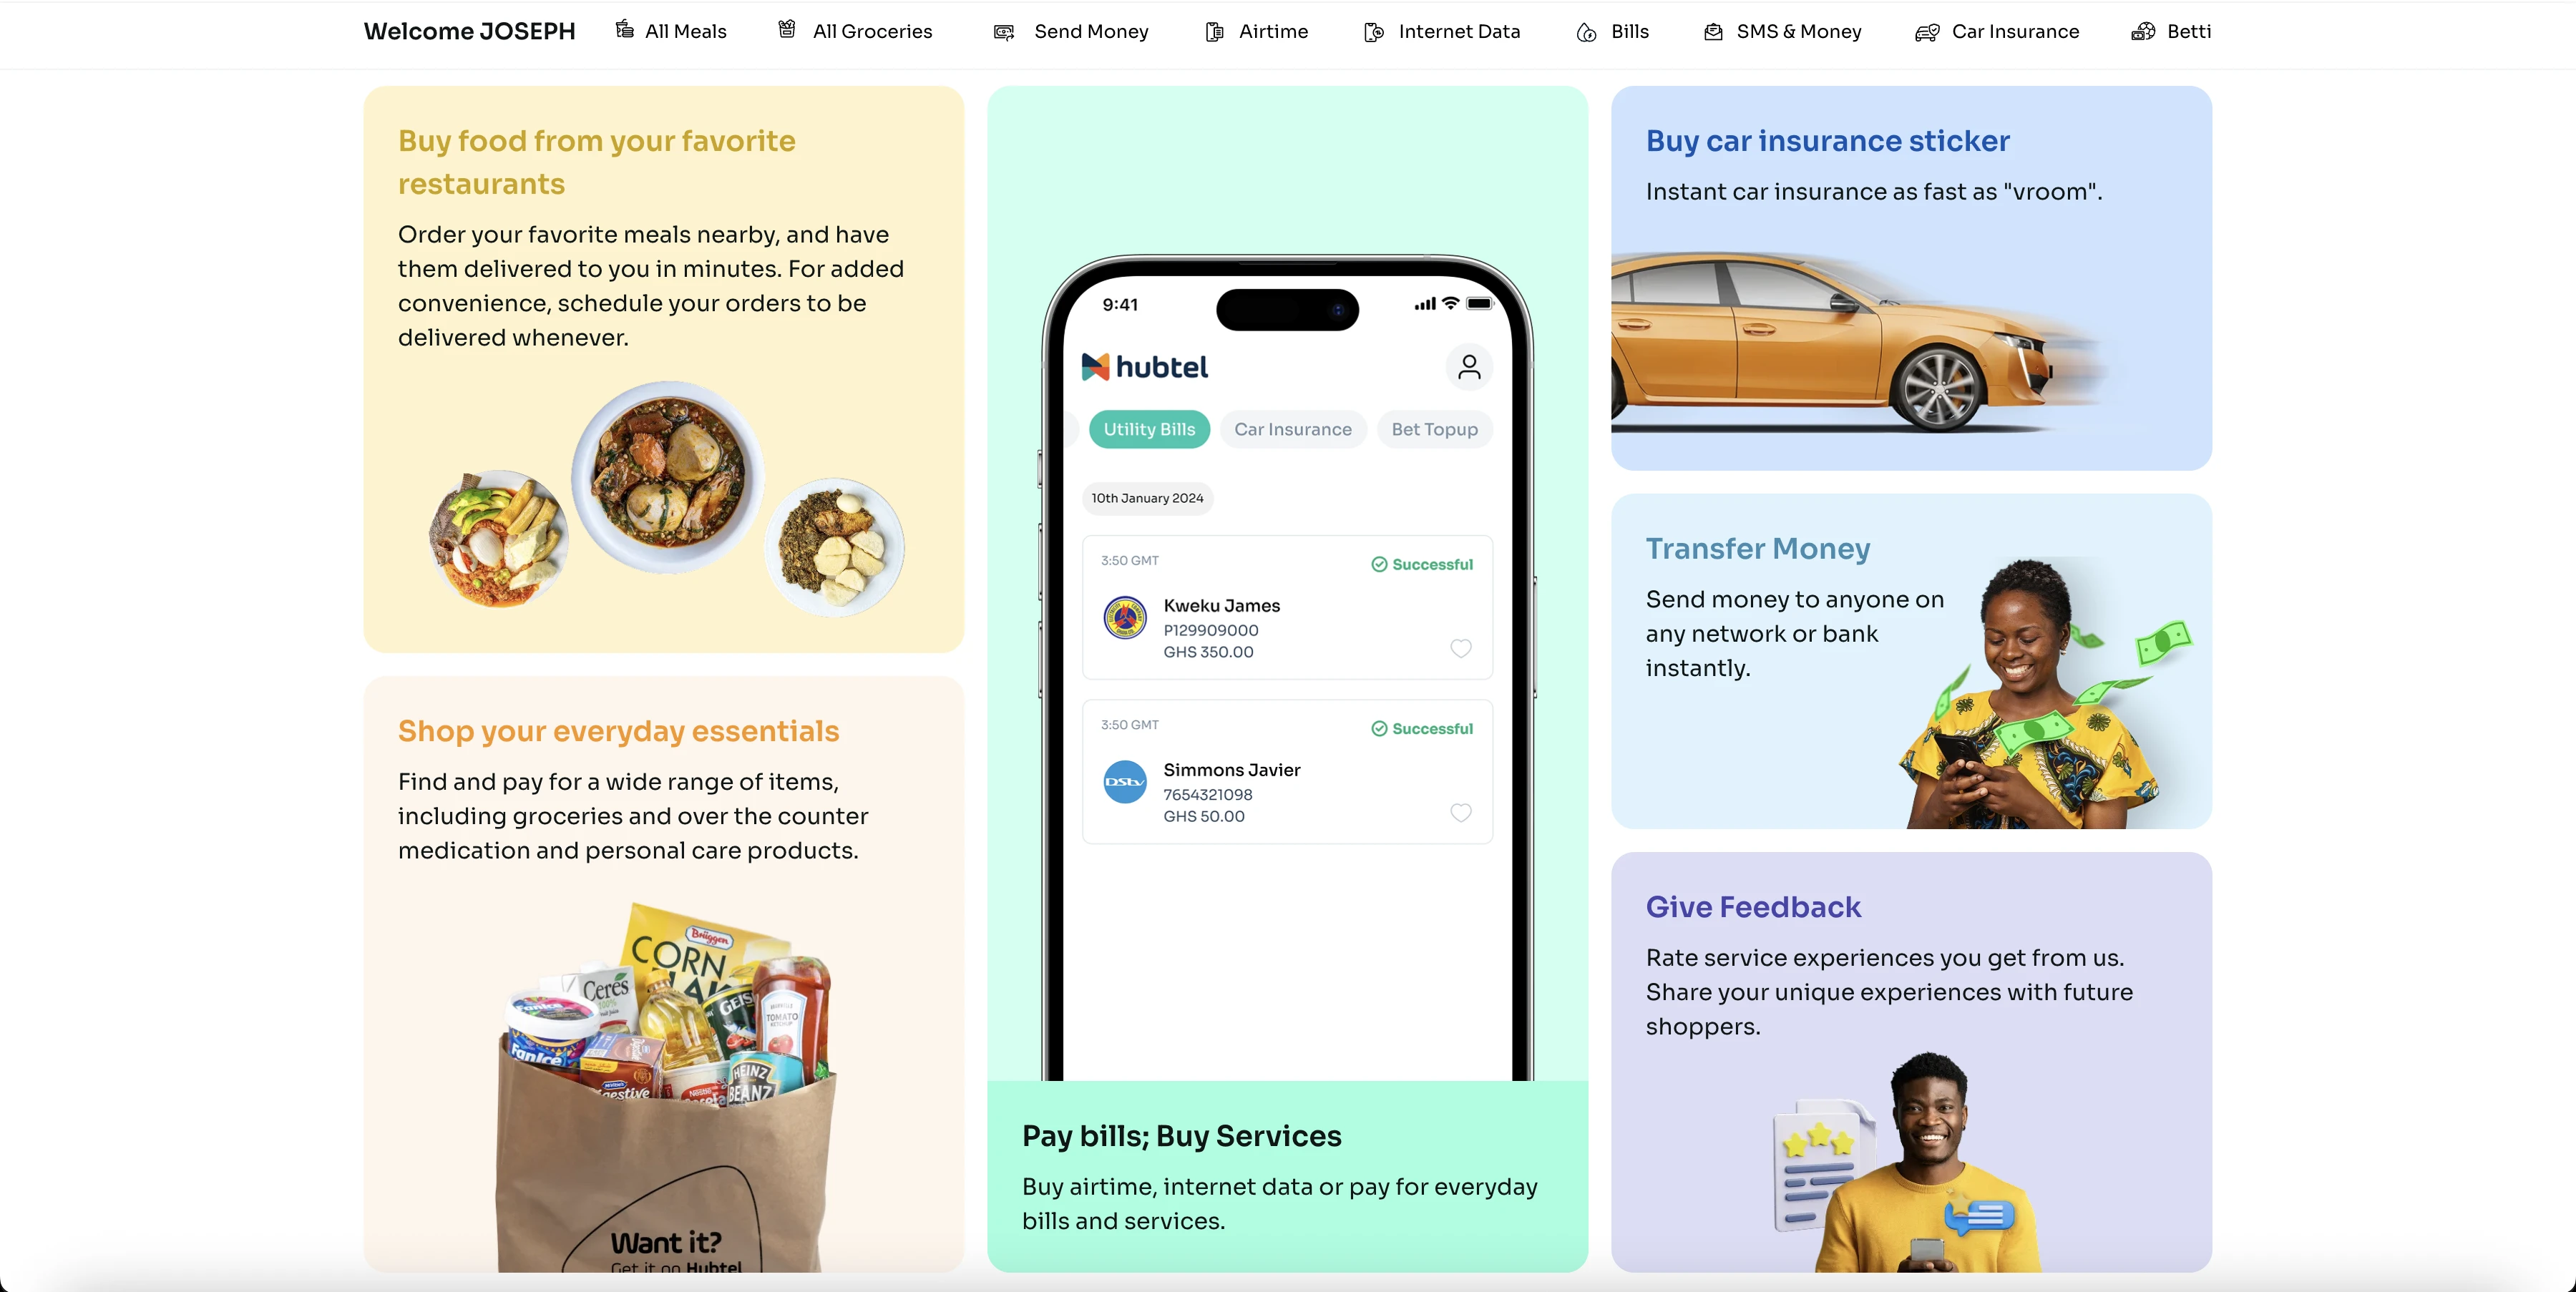 Welcome JOSEPH
All Meals
All Groceries
Send Money
Airtime
Internet Data
Bills
SMS & Money
Car Insurance
Betti
Buy food from your favorite
restaurants
Order your favorite meals nearby, and have
them delivered to you in minutes. For added
convenience, schedule your orders to be
delivered whenever.
Shop your everyday essentials
Find and pay for a wide range of items,
including groceries and over the counter
medication and personal care products.
Brüggen
CORN
Ceres
100%
GEIS
TOMATO
KETCHUP
FanIce
HEINZ
BEANZ
Want it?
Get it on Hubtel
9:41
hubtel
Utility Bills
Car Insurance
Bet Topup
10th January 2024
3:50 GMT
Successful
Kweku James
P129909000
GHS 350.00
3:50 GMT
Successful
DStv
Simmons Javier
7654321098
GHS 50.00
Pay bills; Buy Services
Buy airtime, internet data or pay for everyday
bills and services.
Buy car insurance sticker
Instant car insurance as fast as "vroom".
Transfer Money
Send money to anyone on
any network or bank
instantly.
Give Feedback
Rate service experiences you get from us.
Share your unique experiences with future
shoppers.